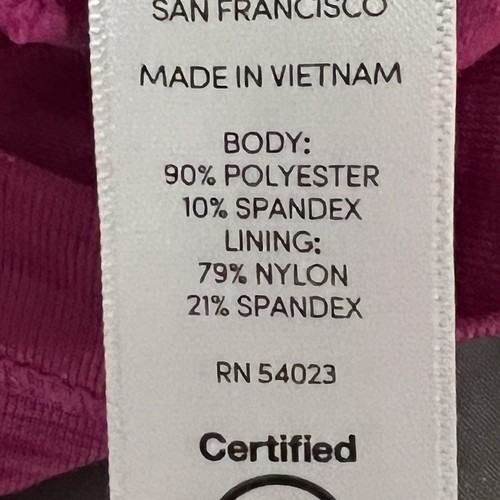 SAN FRANCISCO
MADE IN VIETNAM
BODY:
90% POLYESTER
10% SPANDEX
LINING:
79% NYLON
21% SPANDEX
RN 54023
Certified